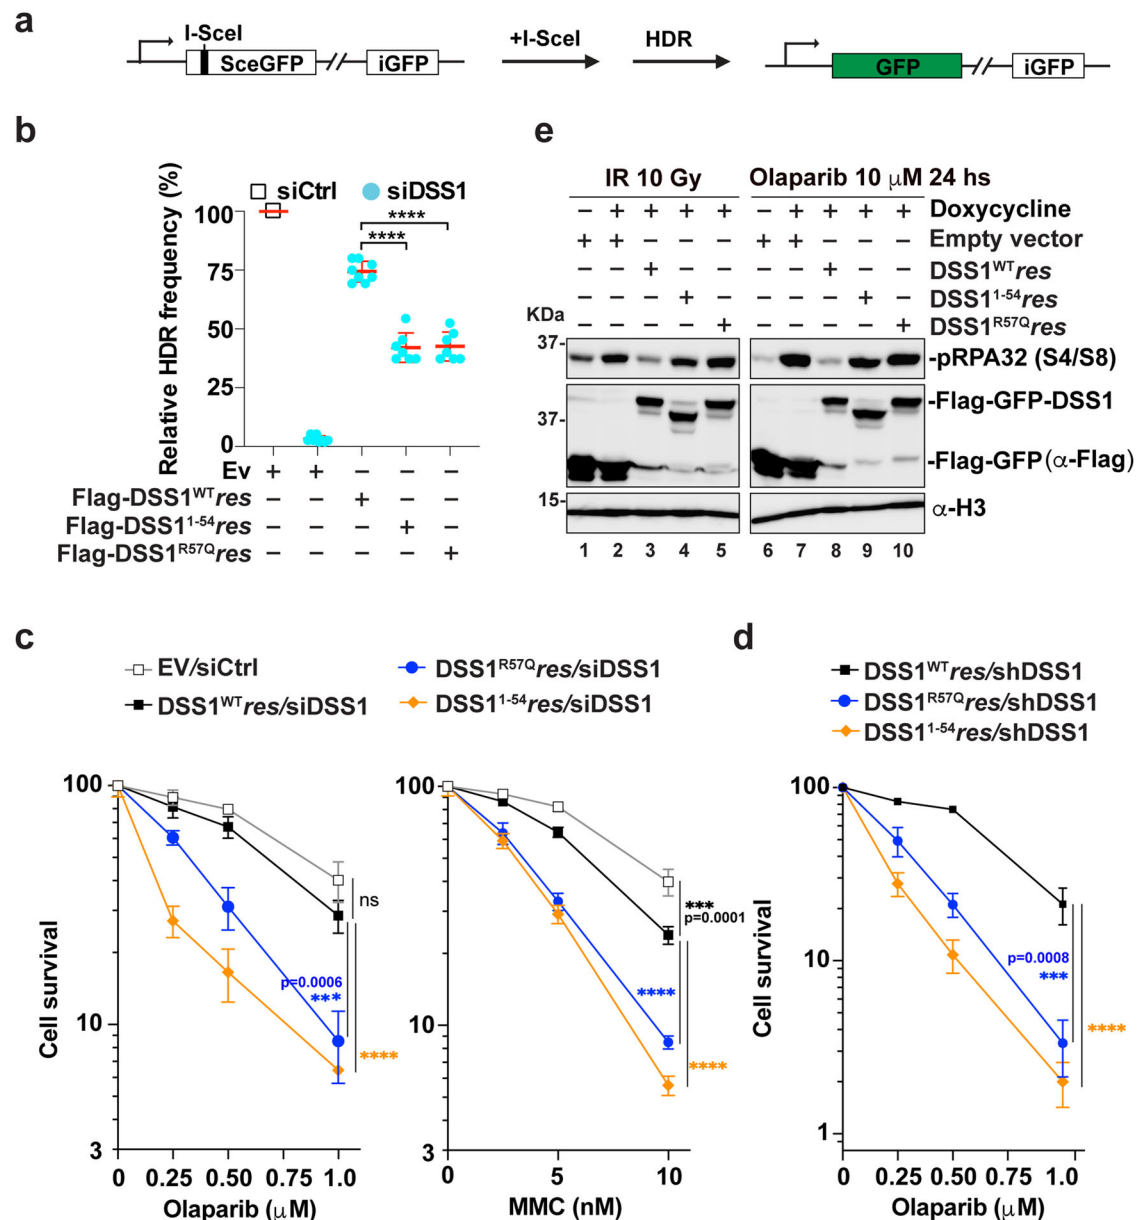 a
I-SceI
SceGFP
iGFP
+I-SceI
HDR
GFP
iGFP
b
Relative HDR frequency (%)
siCtrl
siDSS1
****
****
100
75
50
25
0
Ev + + – – –
Flag-DSS1WTres – – + – –
Flag-DSS11-54res – – – + –
Flag-DSS1R57Qres – – – – +
e
IR 10 Gy Olaparib 10 μM 24 hs
– + + + + – + + + + Doxycycline
+ + – – – + + – – – Empty vector
– – + – – – – + – – DSS1WTres
– – – + – – – – + – DSS11-54res
– – – – + – – – – + DSS1R57Qres
KDa
37-
-pRPA32 (S4/S8)
-Flag-GFP-DSS1
37-
-Flag-GFP (α-Flag)
15-
α-H3
1 2 3 4 5 6 7 8 9 10
c
EV/siCtrl
DSS1WTres/siDSS1
DSS1R57Qres/siDSS1
DSS11-54res/siDSS1
Cell survival
100
10
3
ns
p=0.0006
***
****
0 0.25 0.50 0.75 1.0
Olaparib (μM)
Cell survival
100
10
3
***
p=0.0001
****
****
0 5 10
MMC (nM)
d
DSS1WTres/shDSS1
DSS1R57Qres/shDSS1
DSS11-54res/shDSS1
Cell survival
100
10
1
p=0.0008
***
****
0 0.25 0.50 0.75 1.0
Olaparib (μM)